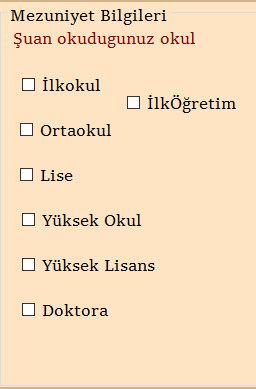 Mezuniyet Bilgileri
Şuan okudugunuz okul
İlkokul
İlkÖğretim
Ortaokul
Lise
Yüksek Okul
Yüksek Lisans
Doktora